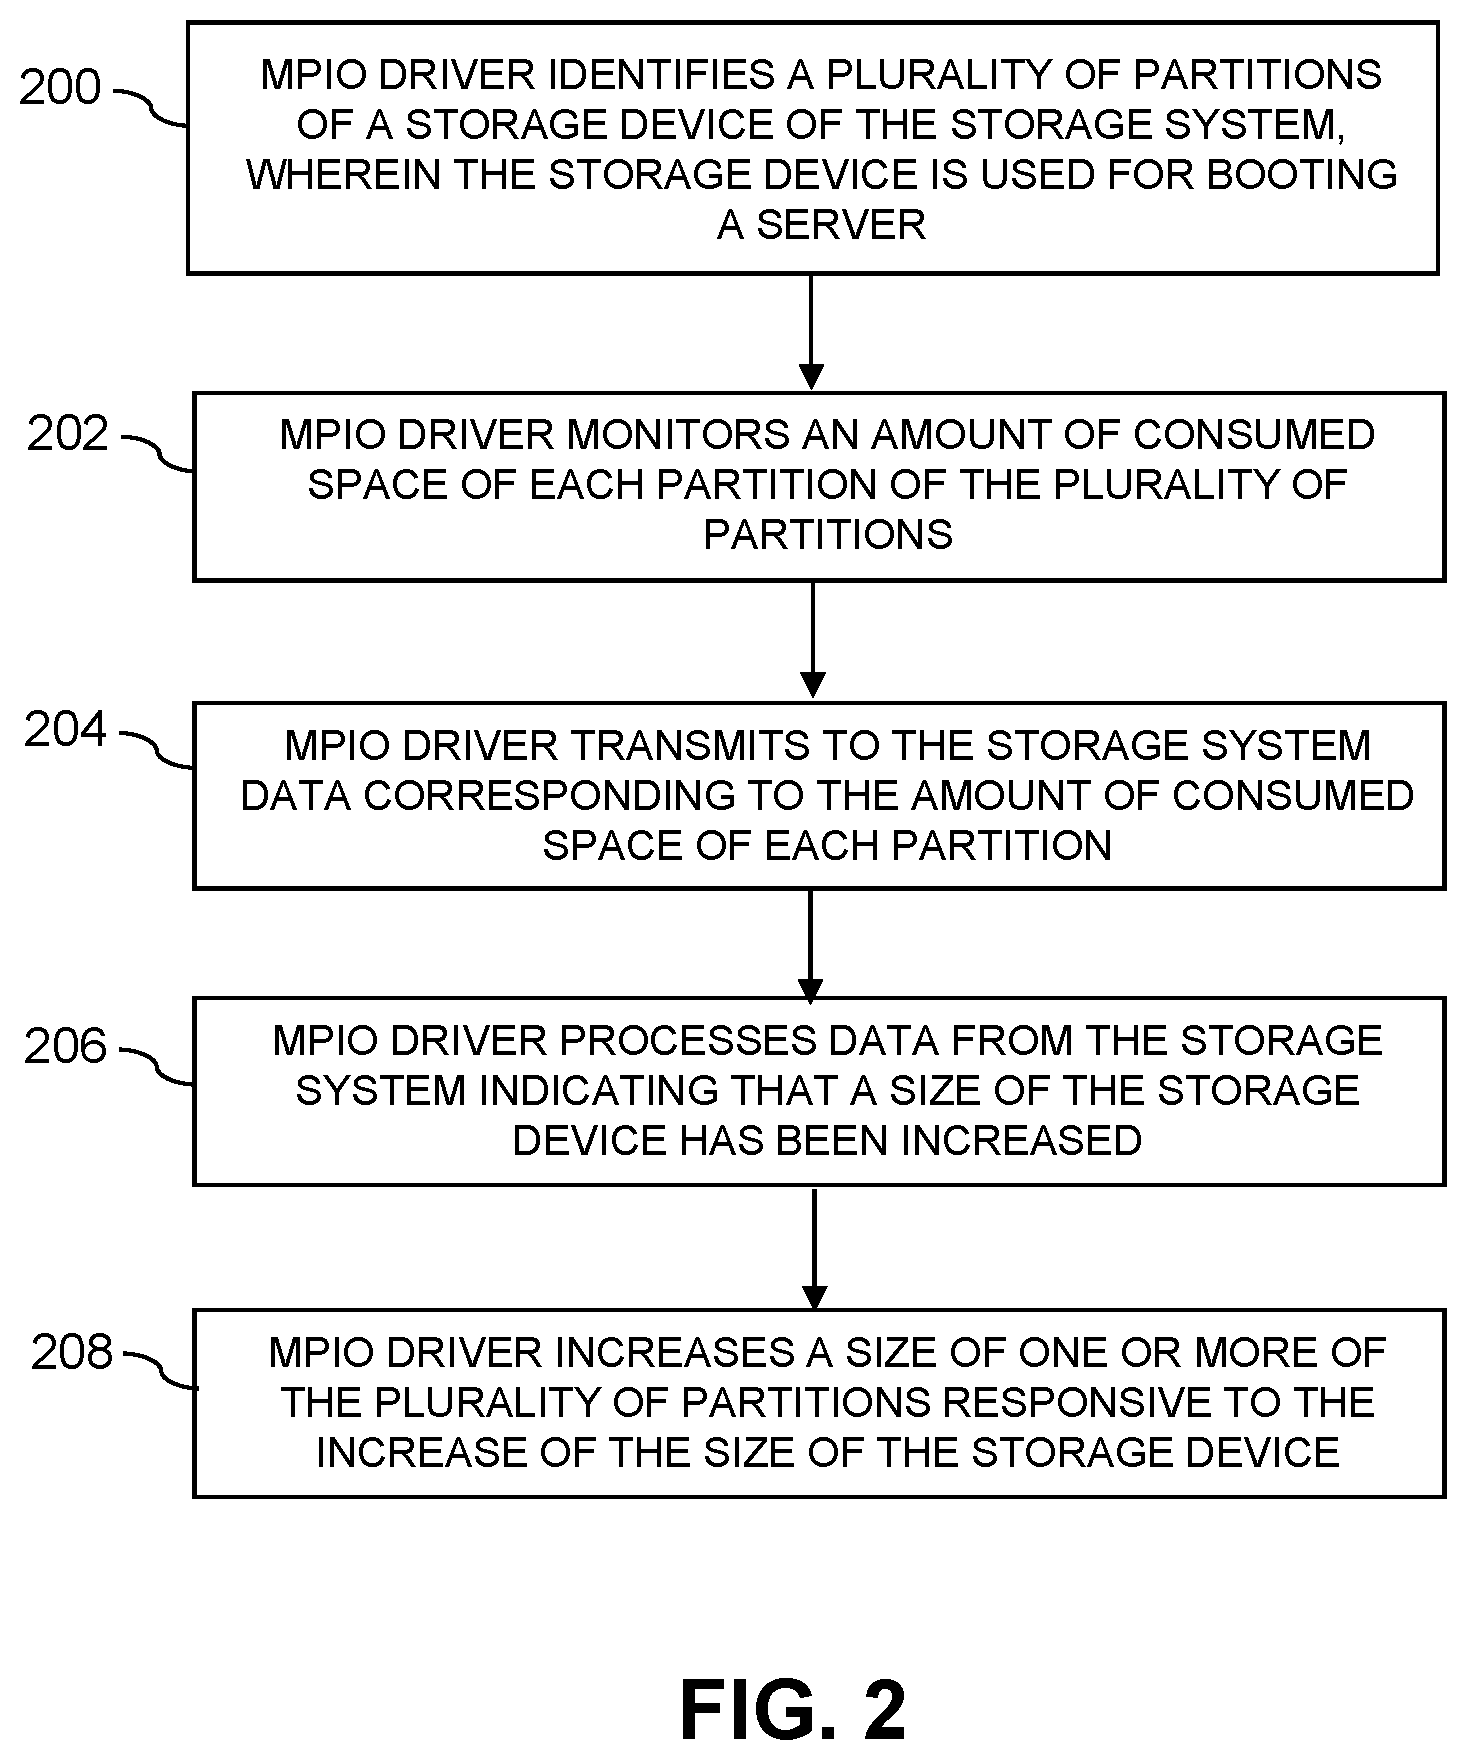 200
MPIO DRIVER IDENTIFIES A PLURALITY OF PARTITIONS
OF A STORAGE DEVICE OF THE STORAGE SYSTEM,
WHEREIN THE STORAGE DEVICE IS USED FOR BOOTING
A SERVER
202
MPIO DRIVER MONITORS AN AMOUNT OF CONSUMED
SPACE OF EACH PARTITION OF THE PLURALITY OF
PARTITIONS
204
MPIO DRIVER TRANSMITS TO THE STORAGE SYSTEM
DATA CORRESPONDING TO THE AMOUNT OF CONSUMED
SPACE OF EACH PARTITION
206
MPIO DRIVER PROCESSES DATA FROM THE STORAGE
SYSTEM INDICATING THAT A SIZE OF THE STORAGE
DEVICE HAS BEEN INCREASED
208
MPIO DRIVER INCREASES A SIZE OF ONE OR MORE OF
THE PLURALITY OF PARTITIONS RESPONSIVE TO THE
INCREASE OF THE SIZE OF THE STORAGE DEVICE
FIG. 2